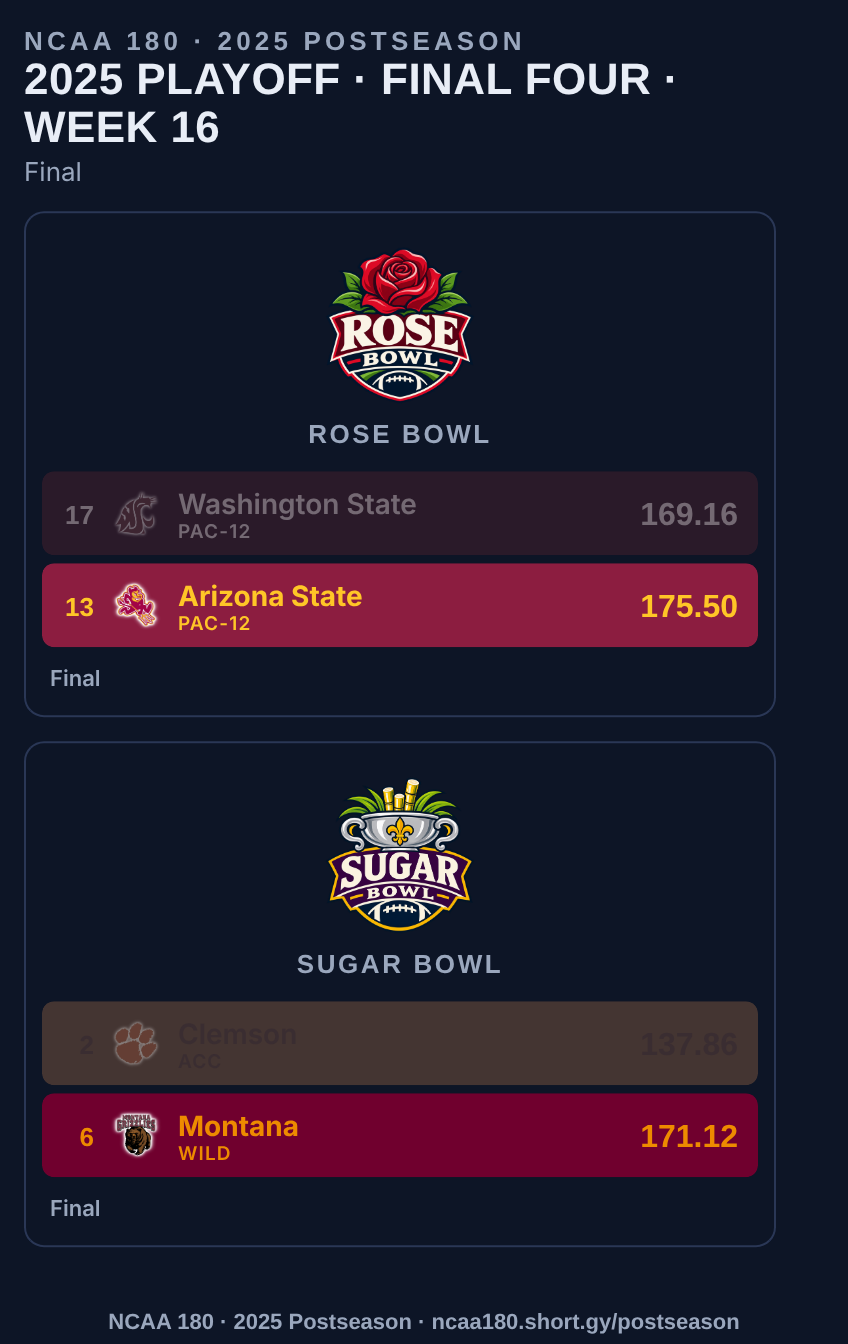 NCAA 180 · 2025 POSTSEASON
2025 PLAYOFF · FINAL FOUR ·
WEEK 16
Final
ROSE
BOWL
ROSE BOWL
17 Washington State 169.16
PAC-12
13 Arizona State 175.50
PAC-12
Final
SUGAR
BOWL
SUGAR BOWL
2 Clemson 137.86
ACC
MONTANA
GRIZZLIES
6 Montana 171.12
WILD
Final
NCAA 180 · 2025 Postseason · ncaa180.short.gy/postseason